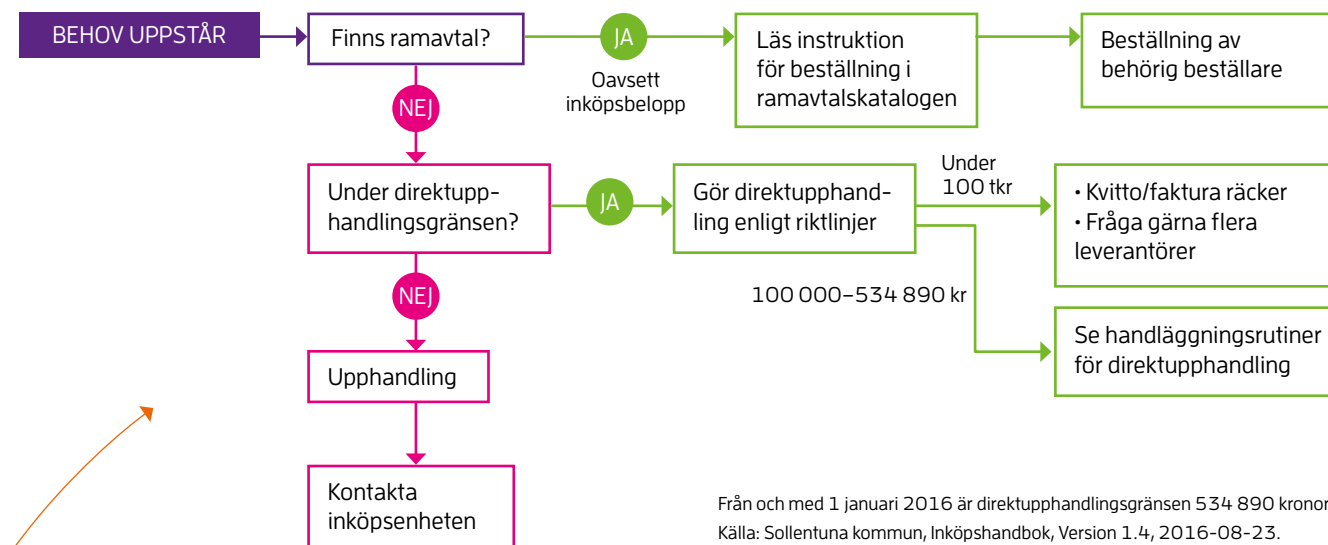 BEHOV UPPSTÅR
Finns ramavtal?
JA
Oavsett
inköpsbelopp
Läs instruktion
för beställning i
ramavtalskatalogen
Beställning av
behörig beställare
NEJ
Under direktupp-
handlingsgränsen?
JA
Gör direktupphand-
ling enligt riktlinjer
Under
100 tkr
• Kvitto/faktura räcker
• Fråga gärna flera
leverantörer
NEJ
100 000–534 890 kr
Se handläggningsrutiner
för direktupphandling
Upphandling
Kontakta
inköpsenheten
Från och med 1 januari 2016 är direktupphandlingsgränsen 534 890 kronor
Källa: Sollentuna kommun, Inköpshandbok, Version 1.4, 2016-08-23.